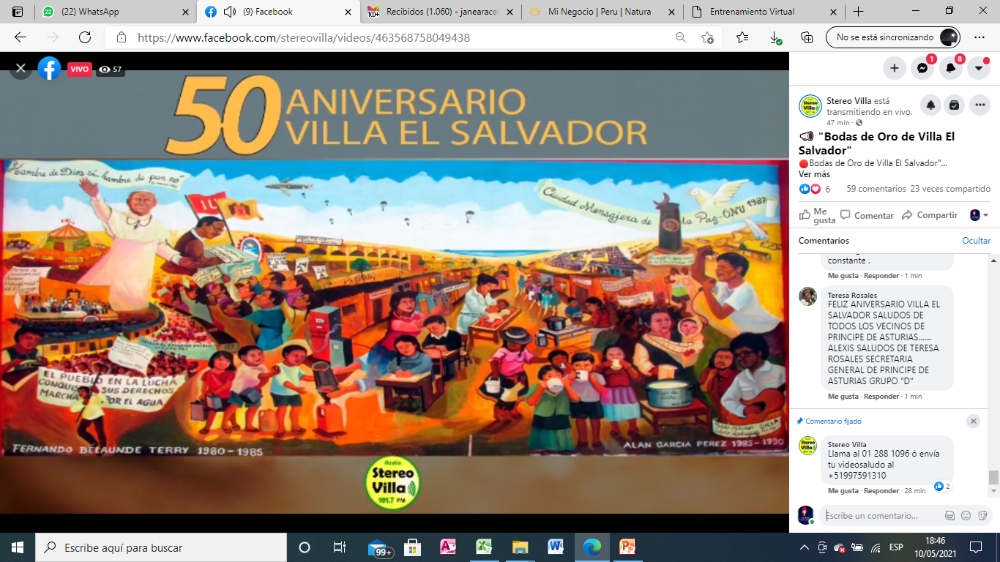 (22) WhatsApp
(9) Facebook
Recibidos (1.060) - janearacel
Mi Negocio | Peru | Natura
Entrenamiento Virtual
https://www.facebook.com/stereovilla/videos/463568758049438
No se está sincronizando
VIVO
57
50 ANIVERSARIO
VILLA EL SALVADOR
"Hambre de Dios sí, hambre de pan no"
Ciudad Mensajera de la Paz-ONU 1987
EL PUEBLO EN LA LUCHA
CONQUISTA SUS DERECHOS
MARCHA POR EL AGUA
FERNANDO BELAUNDE TERRY 1980-1985
ALAN GARCIA PEREZ 1985-1990
Radio
Stereo
Villa
101.7 FM
1
8
Stereo Villa está
transmitiendo en vivo.
47 min
"Bodas de Oro de Villa El
Salvador"
Bodas de Oro de Villa El Salvador"...
Ver más
6
59 comentarios 23 veces compartido
Me
gusta
Comentar
Compartir
Comentarios
Ocultar
constante .
Me gusta · Responder · 1 min
Teresa Rosales
FELIZ ANIVERSARIO VILLA EL
SALVADOR SALUDOS DE
TODOS LOS VECINOS DE
PRINCIPE DE ASTURIAS.......
ALEXIS SALUDOS DE TERESA
ROSALES SECRETARIA
GENERAL DE PRINCIPE DE
ASTURIAS GRUPO "D"
Me gusta · Responder · 1 min
Comentario fijado
Stereo Villa
Llama al 01 288 1096 ó envía
tu videosaludo al
+51997591310
2
Me gusta · Responder · 28 min
Escribe un comentario...
Escribe aquí para buscar
99+
ESP
18:46
10/05/2021